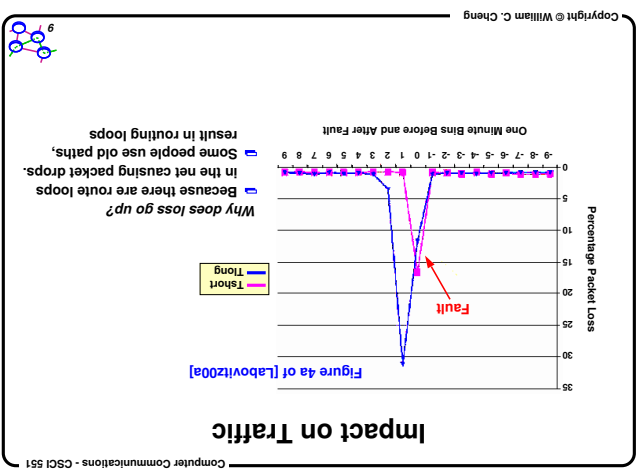 Computer Communications - CSCI 551
Impact on Traffic
Figure 4a of [Labovitz00a]
35
30
25
20
15
10
5
0
Percentage Packet Loss
-9 -8 -7 -6 -5 -4 -3 -2 -1 0 1 2 3 4 5 6 7 8 9
One Minute Bins Before and After Fault
Fault
Tshort
Tlong
Why does loss go up?
Because there are route loops
in the net causing packet drops.
Some people use old paths,
result in routing loops
Copyright © William C. Cheng
9